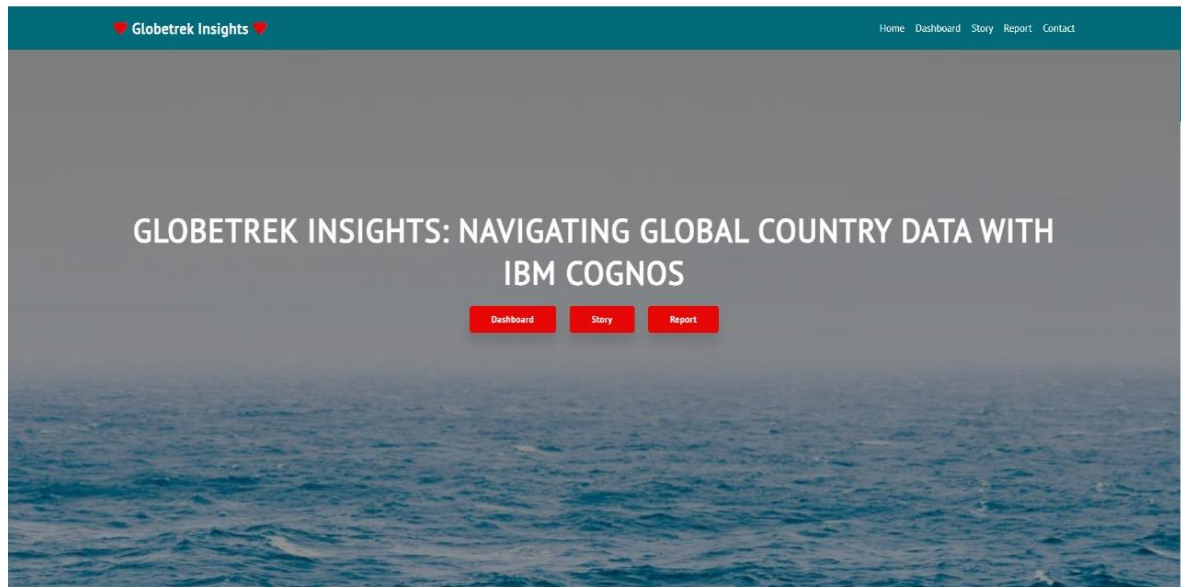 Globetrek Insights
Home Dashboard Story Report Contact
GLOBETREK INSIGHTS: NAVIGATING GLOBAL COUNTRY DATA WITH
IBM COGNOS
Dashboard Story Report